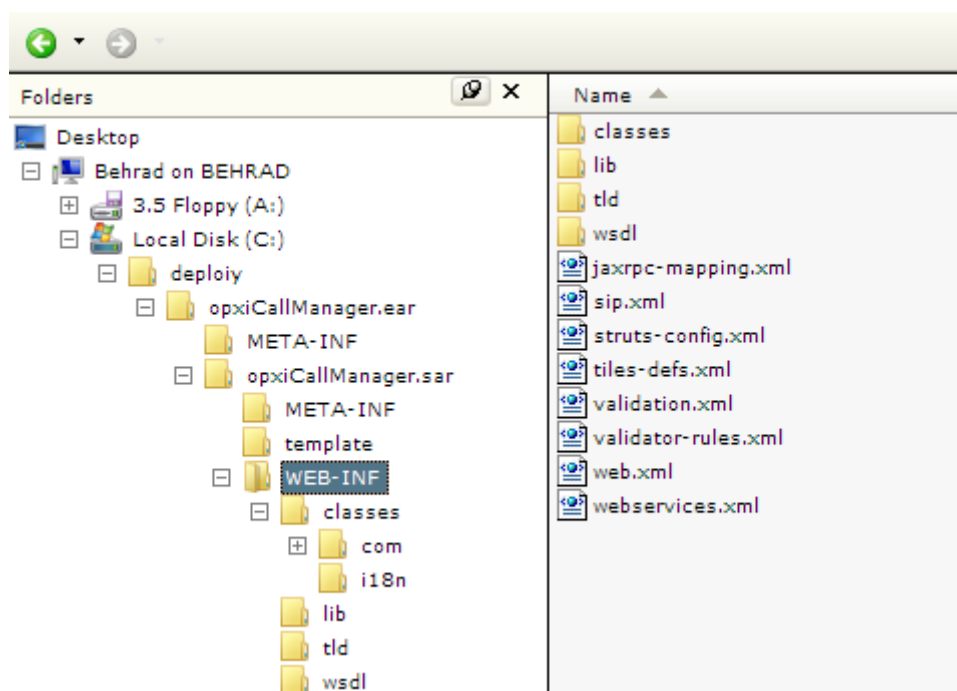 Folders
Desktop
Behrad on BEHRAD
3.5 Floppy (A:)
Local Disk (C:)
deploiy
opxiCallManager.ear
META-INF
opxiCallManager.sar
META-INF
template
WEB-INF
classes
com
i18n
lib
tld
wsdl
Name
classes
lib
tld
wsdl
jaxrpc-mapping.xml
sip.xml
struts-config.xml
tiles-defs.xml
validation.xml
validator-rules.xml
web.xml
webservices.xml